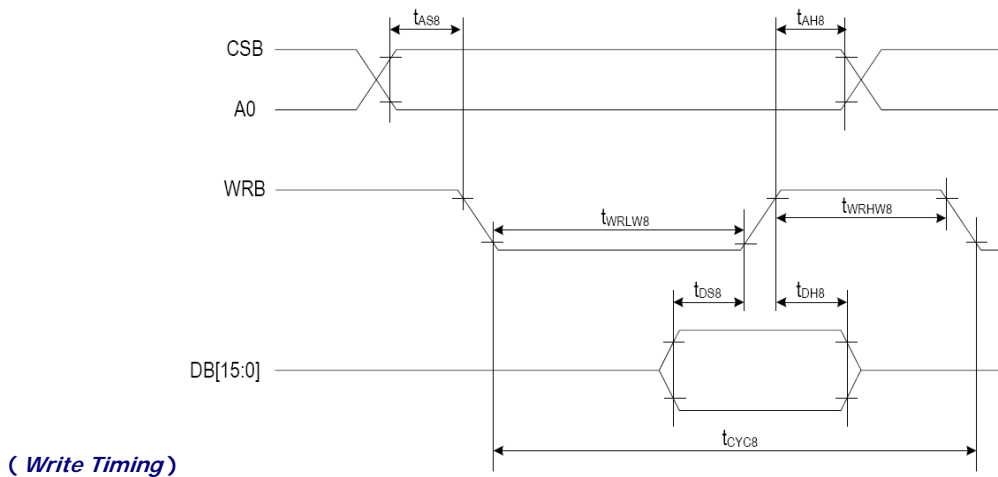 tAS8 tAH8
CSB
A0
WRB
tWRLW8 tWRHW8
tDS8 tDH8
DB[15:0]
tCYC8
( Write Timing )